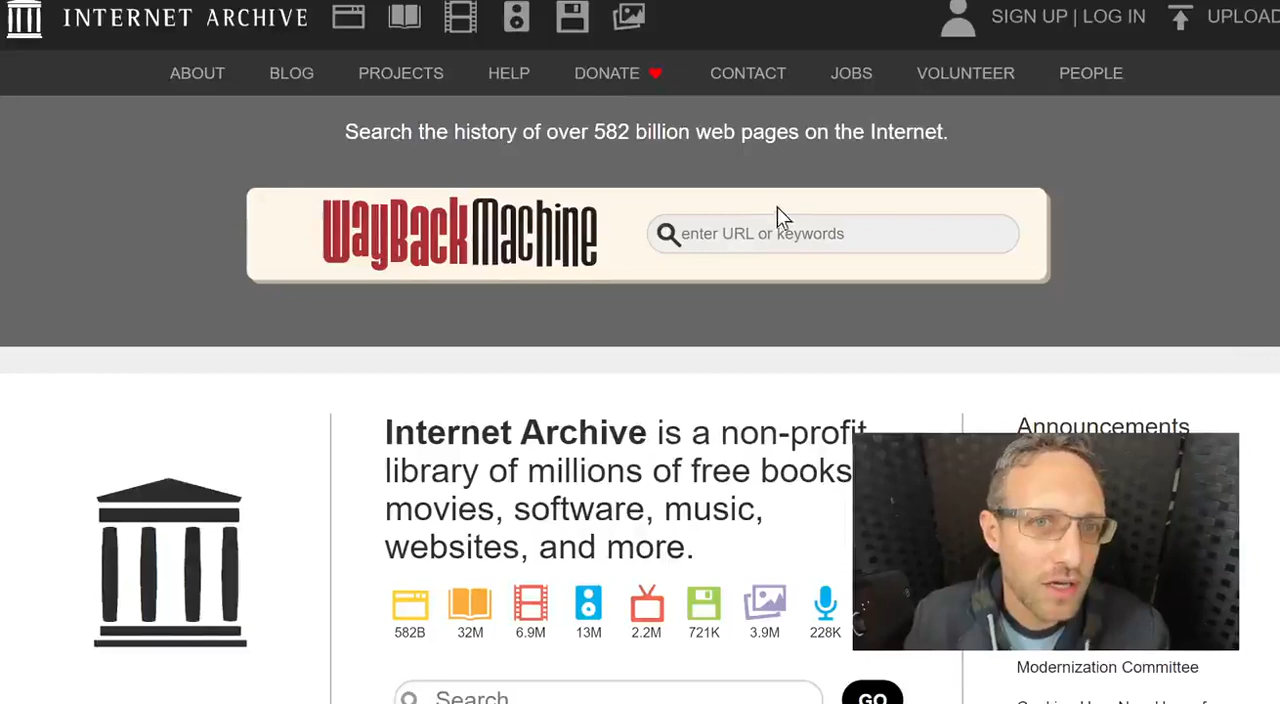 INTERNET ARCHIVE
SIGN UP | LOG IN
UPLOAD
ABOUT BLOG PROJECTS HELP DONATE CONTACT JOBS VOLUNTEER PEOPLE
Search the history of over 582 billion web pages on the Internet.
WayBackMachine
enter URL or keywords
Internet Archive is a non-profit
library of millions of free books
movies, software, music,
websites, and more.
582B 32M 6.9M 13M 2.2M 721K 3.9M 228K
Search
GO
Announcements
Modernization Committee